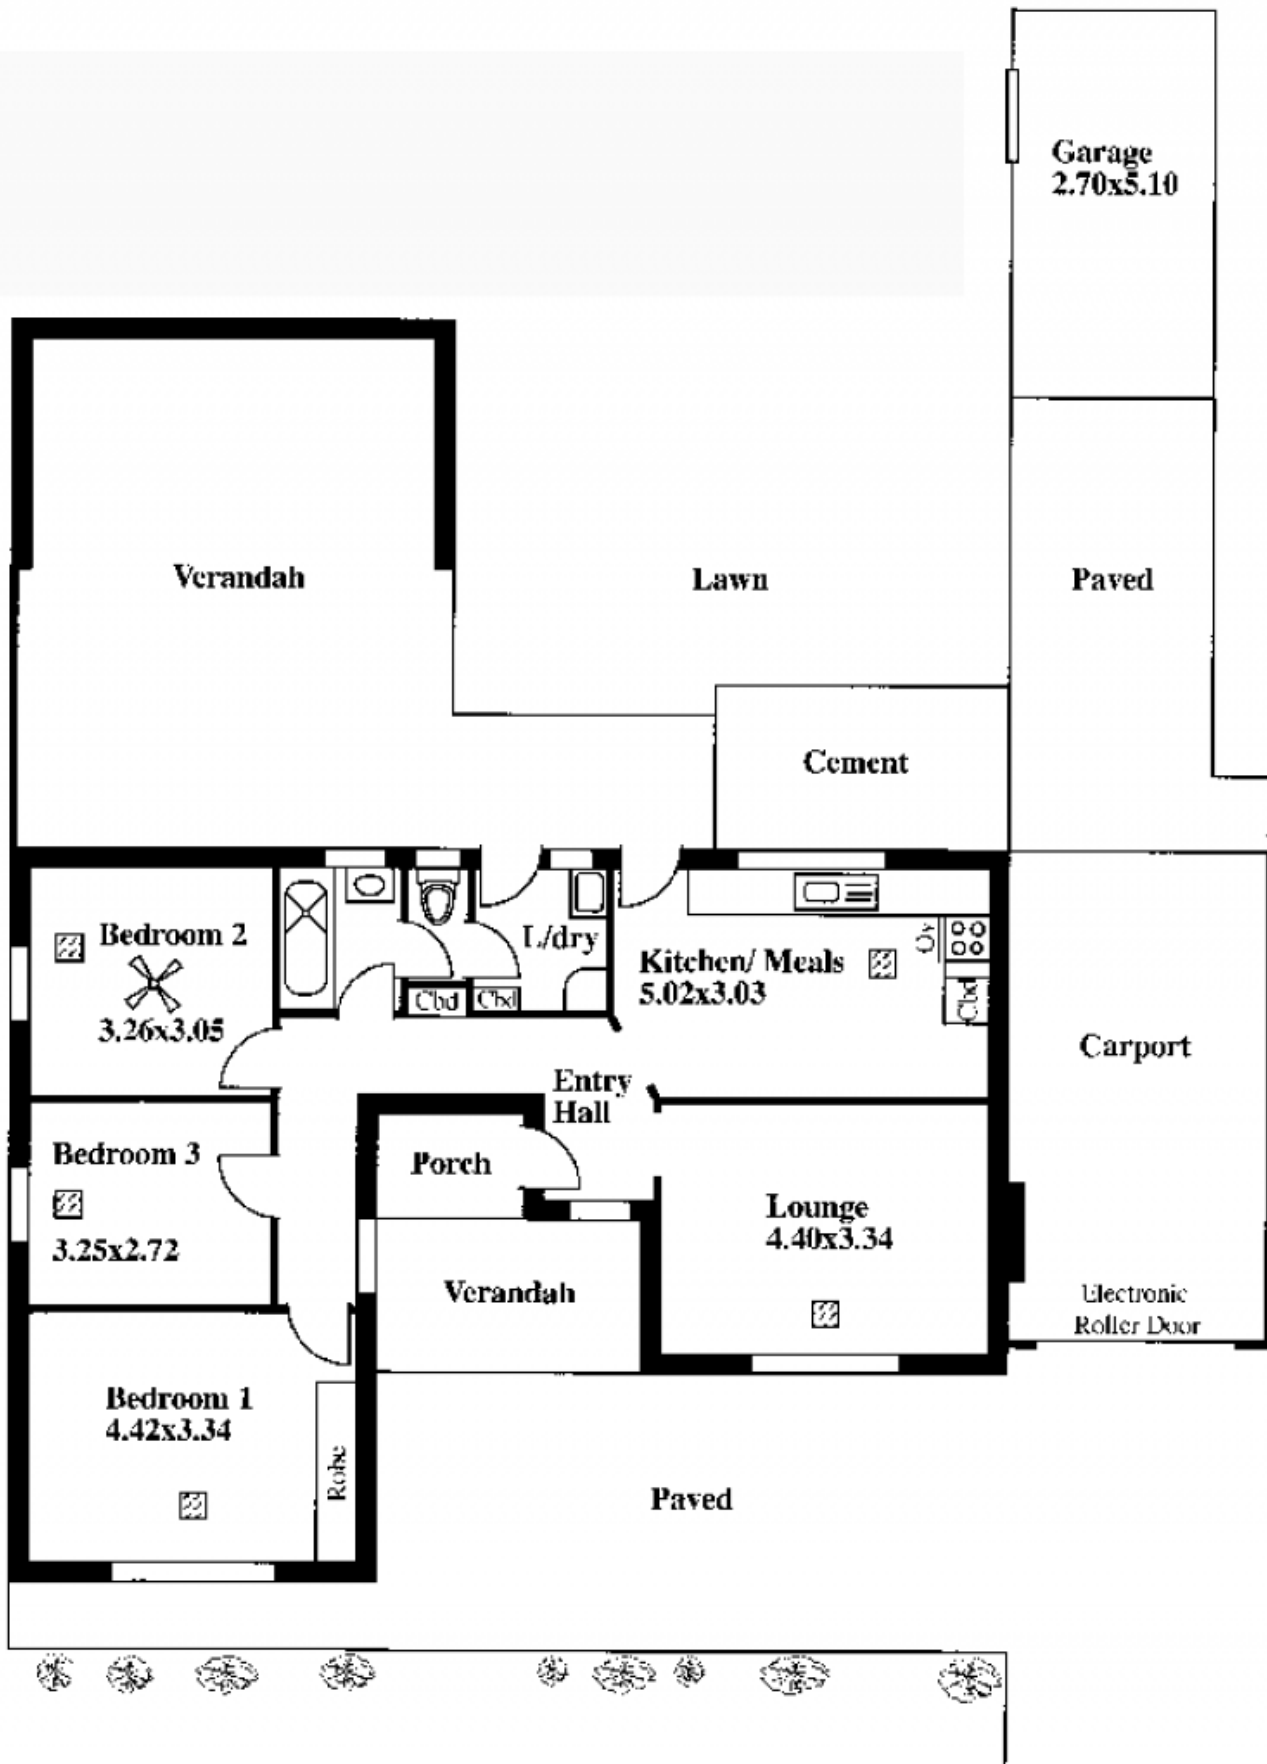 Garage
2.70x5.10
Verandah
Lawn
Paved
Cement
Bedroom 2
3.26x3.05
L/dry
Cbd
Cbd
Kitchen/ Meals
5.02x3.03
Ov
Cbd
Carport
Entry
Hall
Bedroom 3
3.25x2.72
Porch
Lounge
4.40x3.34
Verandah
Electronic
Roller Door
Bedroom 1
4.42x3.34
Robe
Paved